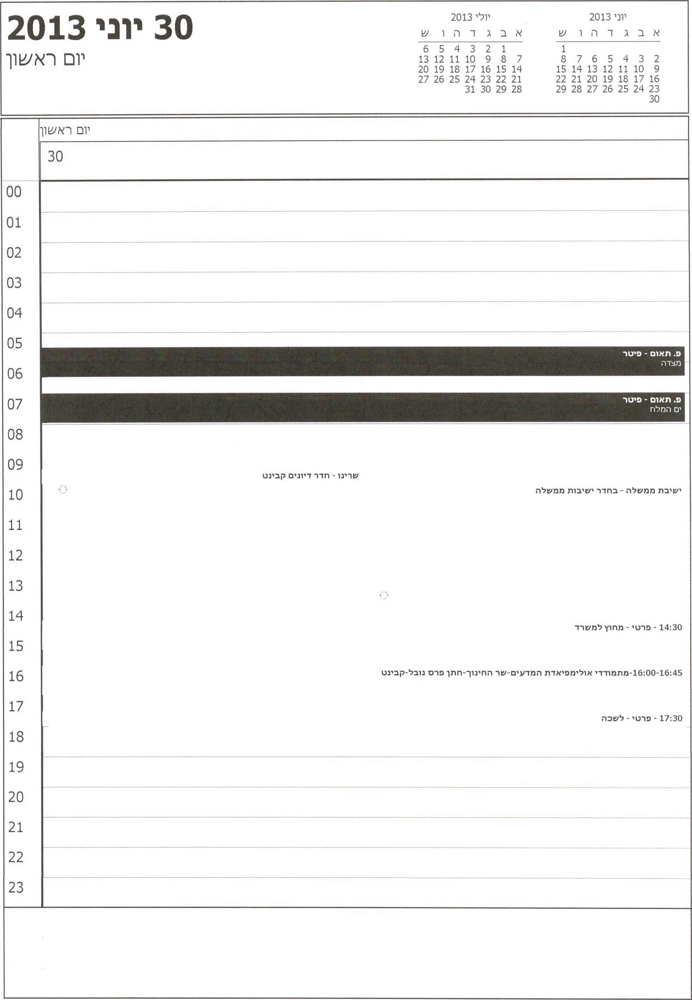 30 יוני 2013
יום ראשון
יוני 2013
א ב ג ד ה ו ש
1
2 3 4 5 6 7 8
9 10 11 12 13 14 15
16 17 18 19 20 21 22
23 24 25 26 27 28 29
30
יולי 2013
א ב ג ד ה ו ש
1 2 3 4 5 6
7 8 9 10 11 12 13
14 15 16 17 18 19 20
21 22 23 24 25 26 27
28 29 30 31
יום ראשון
30
00
01
02
03
04
05
פ. תאום - פיטר
מצדה
06
07
פ. תאום - פיטר
ים המלח
08
09
שרינו - חדר דיונים קבינט
10
ישיבת ממשלה - בחדר ישיבות ממשלה
11
12
13
14
14:30 - פרטי - מחוץ למשרד
15
16
16:00-16:45-מתמודדי אולימפיאדת המדעים-שר החינוך-חתן פרס נובל-קבינט
17
17:30 - פרטי - לשכה
18
19
20
21
22
23